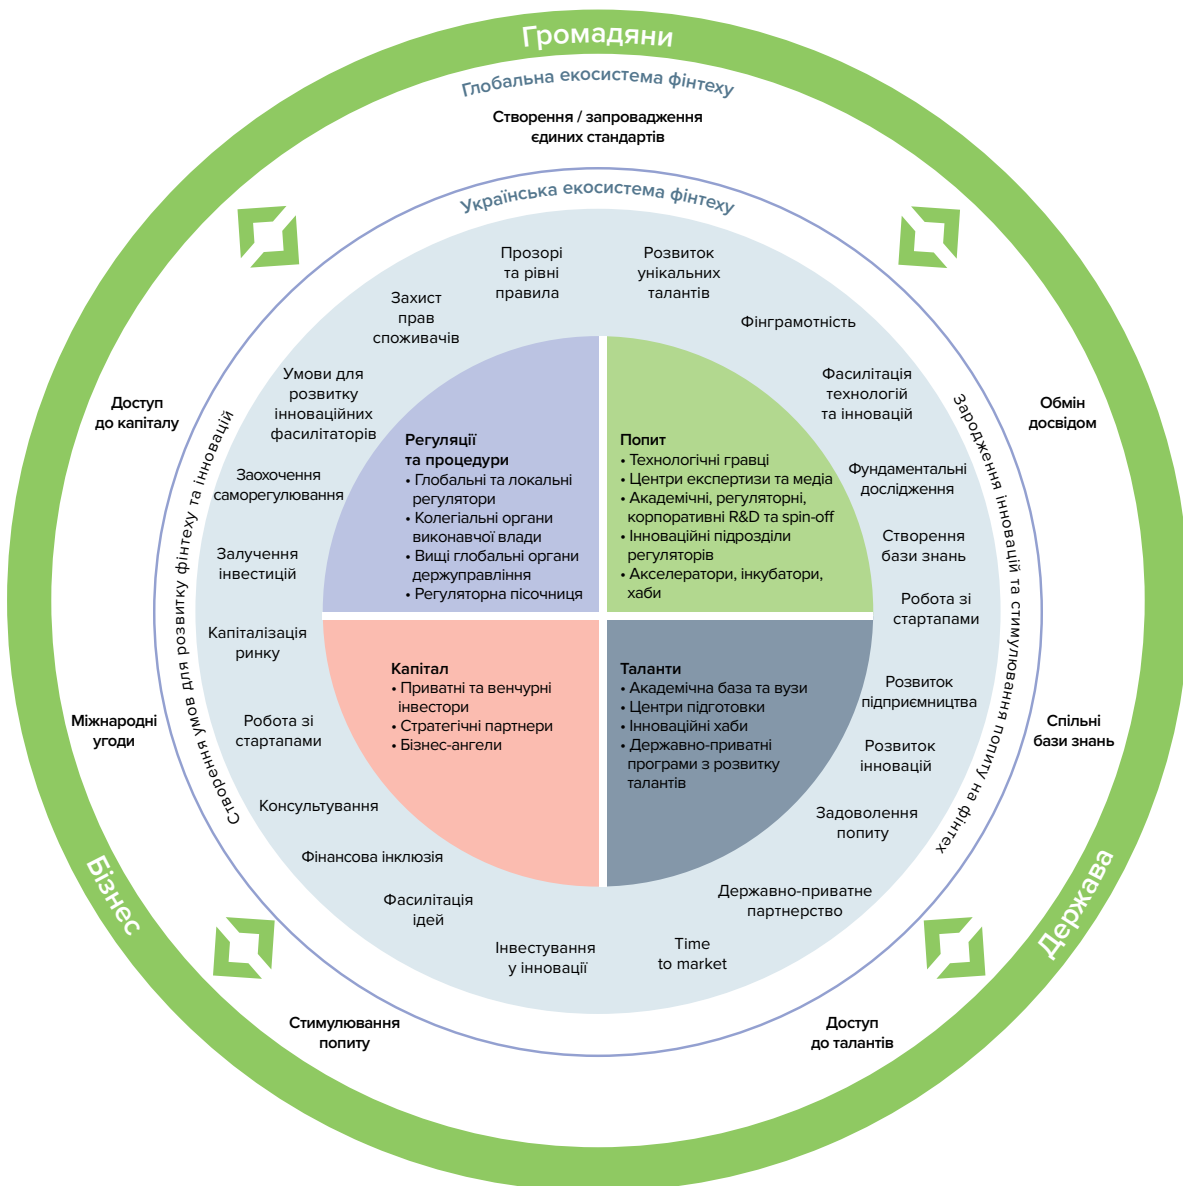 Громадяни
Глобальна екосистема фінтеху
Створення / запровадження
єдиних стандартів
Українська екосистема фінтеху
Прозорі
та рівні
правила
Розвиток
унікальних
талантів
Захист
прав
споживачів
Фінграмотність
Умови для
розвитку
інноваційних
фасилітаторів
Фасилітація
технологій
та інновацій
Доступ
до капіталу
Обмін
досвідом
Створення умов для розвитку фінтеху та інновацій
Зародження інновацій та стимулювання попиту на фінтех
Заохочення
саморегулювання
Фундаментальні
дослідження
Залучення
інвестицій
Створення
бази знань
Робота зі
стартапами
Капіталізація
ринку
Регуляції
та процедури
• Глобальні та локальні
регулятори
• Колегіальні органи
виконавчої влади
• Вищі глобальні органи
держуправління
• Регуляторна пісочниця
Попит
• Технологічні гравці
• Центри експертизи та медіа
• Академічні, регуляторні,
корпоративні R&D та spin-off
• Інноваційні підрозділи
регуляторів
• Акселератори, інкубатори,
хаби
Капітал
• Приватні та венчурні
інвестори
• Стратегічні партнери
• Бізнес-ангели
Таланти
• Академічна база та вузи
• Центри підготовки
• Інноваційні хаби
• Державно-приватні
програми з розвитку
талантів
Розвиток
підприємництва
Міжнародні
угоди
Робота зі
стартапами
Розвиток
інновацій
Спільні
бази знань
Консультування
Задоволення
попиту
Фінансова інклюзія
Фасилітація
ідей
Державно-приватне
партнерство
Інвестування
у інновації
Time
to market
Бізнес
Держава
Стимулювання
попиту
Доступ
до талантів